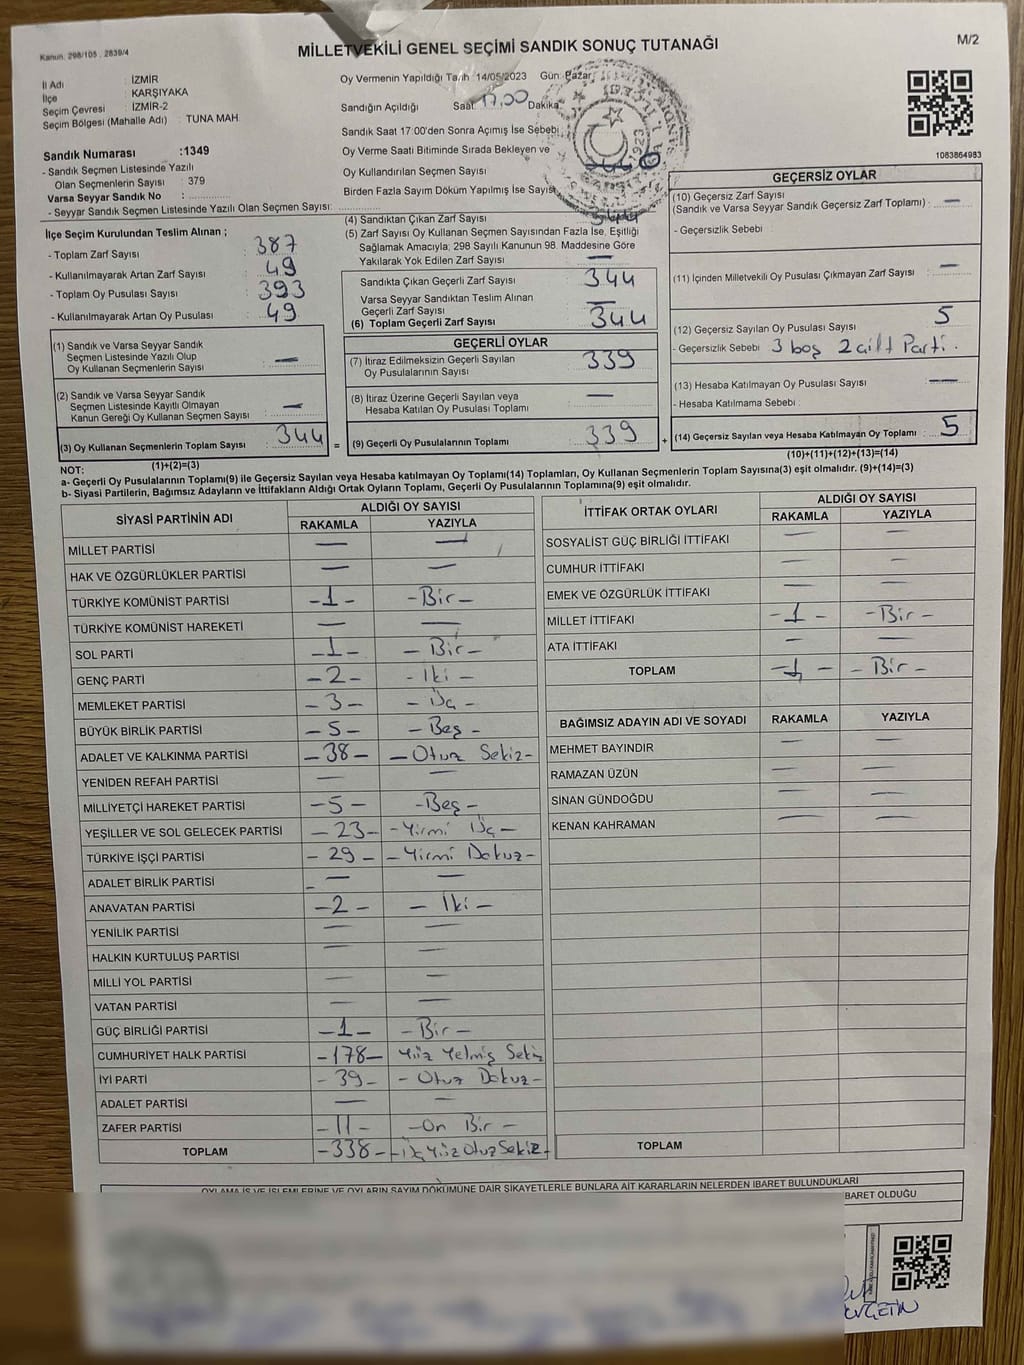 Kanun. 298/105 . 2839/4
MİLLETVEKİLİ GENEL SEÇİMİ SANDIK SONUÇ TUTANAĞI
M/2
İl Adı : İZMİR
İlçe : KARŞIYAKA
Seçim Çevresi : İZMİR-2
Seçim Bölgesi (Mahalle Adı) : TUNA MAH
Oy Vermenin Yapıldığı Tarih : 14/05/2023 Gün : Pazar
Sandığın Açıldığı Saat 17.00 Dakika
Sandık Saat 17:00'den Sonra Açımış İse Sebebi
Oy Verme Saati Bitiminde Sırada Bekleyen ve
Oy Kullandırılan Seçmen Sayısı
Birden Fazla Sayım Döküm Yapılmış İse Sayısı
1083864983
Sandık Numarası :1349
- Sandık Seçmen Listesinde Yazılı
Olan Seçmenlerin Sayısı : 379
Varsa Seyyar Sandık No :
- Seyyar Sandık Seçmen Listesinde Yazılı Olan Seçmen Sayısı:
İlçe Seçim Kurulundan Teslim Alınan ;
- Toplam Zarf Sayısı : 387
- Kullanılmayarak Artan Zarf Sayısı : 49
- Toplam Oy Pusulası Sayısı : 393
- Kullanılmayarak Artan Oy Pusulası : 49
(4) Sandıktan Çıkan Zarf Sayısı : 344
(5) Zarf Sayısı Oy Kullanan Seçmen Sayısından Fazla İse, Eşitliği
Sağlamak Amacıyla; 298 Sayılı Kanunun 98. Maddesine Göre
Yakılarak Yok Edilen Zarf Sayısı : —
Sandıkta Çıkan Geçerli Zarf Sayısı : 344
Varsa Seyyar Sandıktan Teslim Alınan
Geçerli Zarf Sayısı : —
(6) Toplam Geçerli Zarf Sayısı : 344
GEÇERSİZ OYLAR
(10) Geçersiz Zarf Sayısı
(Sandık ve Varsa Seyyar Sandık Geçersiz Zarf Toplamı) : —
- Geçersizlik Sebebi :
(11) İçinden Milletvekili Oy Pusulası Çıkmayan Zarf Sayısı : —
(12) Geçersiz Sayılan Oy Pusulası Sayısı : 5
- Geçersizlik Sebebi : 3 boş 2 çift Parti.
(13) Hesaba Katılmayan Oy Pusulası Sayısı : —
- Hesaba Katılmama Sebebi :
(14) Geçersiz Sayılan veya Hesaba Katılmayan Oy Toplamı : 5
(10)+(11)+(12)+(13)=(14)
(1) Sandık ve Varsa Seyyar Sandık
Seçmen Listesinde Yazılı Olup
Oy Kullanan Seçmenlerin Sayısı : —
(2) Sandık ve Varsa Seyyar Sandık
Seçmen Listesinde Kayıtlı Olmayan
Kanun Gereği Oy Kullanan Seçmen Sayısı : —
(3) Oy Kullanan Seçmenlerin Toplam Sayısı : 344 =
(1)+(2)=(3)
GEÇERLİ OYLAR
(7) İtiraz Edilmeksizin Geçerli Sayılan
Oy Pusulalarının Sayısı : 339
(8) İtiraz Üzerine Geçerli Sayılan veya
Hesaba Katılan Oy Pusulası Toplamı : —
(9) Geçerli Oy Pusulalarının Toplamı : 339 +
NOT:
a- Geçerli Oy Pusulalarının Toplamı(9) ile Geçersiz Sayılan veya Hesaba katılmayan Oy Toplamı(14) Toplamları, Oy Kullanan Seçmenlerin Toplam Sayısına(3) eşit olmalıdır. (9)+(14)=(3)
b- Siyasi Partilerin, Bağımsız Adayların ve İttifakların Aldığı Ortak Oyların Toplamı, Geçerli Oy Pusulalarının Toplamına(9) eşit olmalıdır.
SİYASİ PARTİNİN ADI ALDIĞI OY SAYISI
RAKAMLA YAZIYLA
MİLLET PARTİSİ — —
HAK VE ÖZGÜRLÜKLER PARTİSİ — —
TÜRKİYE KOMÜNİST PARTİSİ -1- -Bir-
TÜRKİYE KOMÜNİST HAREKETİ — —
SOL PARTİ -1- -Bir-
GENÇ PARTİ -2- -İki-
MEMLEKET PARTİSİ -3- -Üç-
BÜYÜK BİRLİK PARTİSİ -5- -Beş-
ADALET VE KALKINMA PARTİSİ -38- -Otuz Sekiz-
YENİDEN REFAH PARTİSİ — —
MİLLİYETÇİ HAREKET PARTİSİ -5- -Beş-
YEŞİLLER VE SOL GELECEK PARTİSİ -23- -Yirmi Üç-
TÜRKİYE İŞÇİ PARTİSİ -29- -Yirmi Dokuz-
ADALET BİRLİK PARTİSİ — —
ANAVATAN PARTİSİ -2- -İki-
YENİLİK PARTİSİ — —
HALKIN KURTULUŞ PARTİSİ — —
MİLLİ YOL PARTİSİ — —
VATAN PARTİSİ — —
GÜÇ BİRLİĞİ PARTİSİ -1- -Bir-
CUMHURİYET HALK PARTİSİ -178- Yüz Yetmiş Sekiz
İYİ PARTİ -39- -Otuz Dokuz-
ADALET PARTİSİ — —
ZAFER PARTİSİ -11- -On Bir-
TOPLAM -338- -Üç Yüz Otuz Sekiz-
İTTİFAK ORTAK OYLARI ALDIĞI OY SAYISI
RAKAMLA YAZIYLA
SOSYALİST GÜÇ BİRLİĞİ İTTİFAKI — —
CUMHUR İTTİFAKI — —
EMEK VE ÖZGÜRLÜK İTTİFAKI — —
MİLLET İTTİFAKI -1- -Bir-
ATA İTTİFAKI — —
TOPLAM -1- -Bir-
BAĞIMSIZ ADAYIN ADI VE SOYADI RAKAMLA YAZIYLA
MEHMET BAYINDIR — —
RAMAZAN ÜZÜN — —
SİNAN GÜNDOĞDU — —
KENAN KAHRAMAN — —
TOPLAM
OYLAMA İŞ VE İŞLEMLERİNE VE OYLARIN SAYIM DÖKÜMÜNE DAİR ŞİKAYETLERLE BUNLARA AİT KARARLARIN NELERDEN İBARET BULUNDUKLARI
BARET OLDUĞU